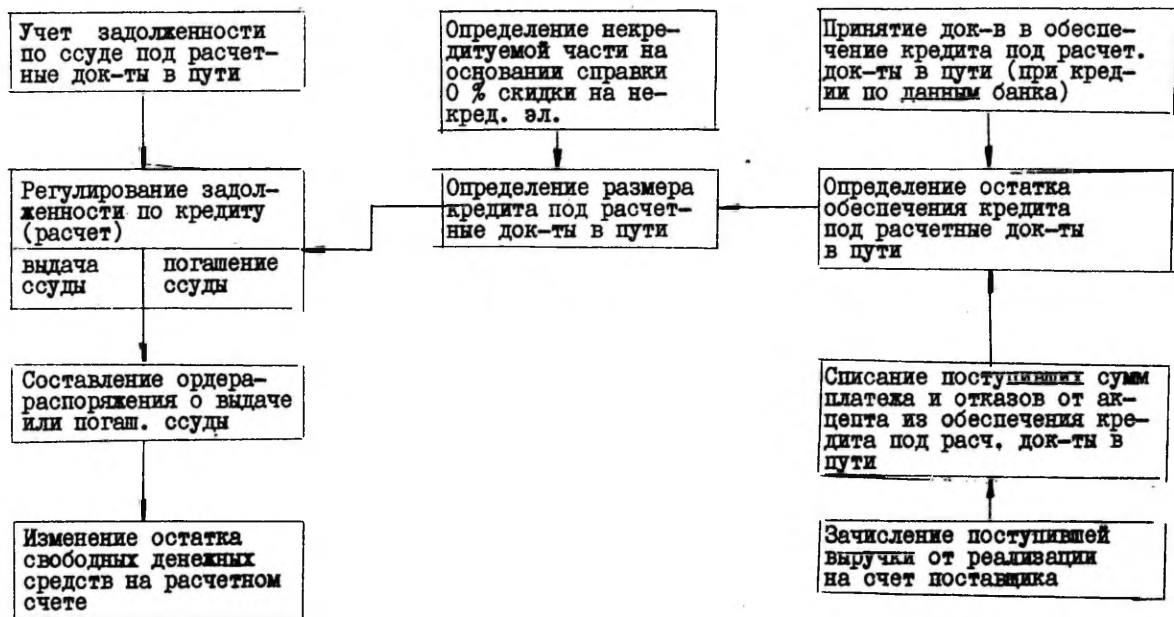 Учет задолженности
по ссуде под расчет-
ные док-ты в пути
Определение некре-
дитуемой части на
основании справки
О % скидки на не-
кред. эл.
Принятие док-в в обеспе-
чение кредита под расчет.
док-ты в пути (при кред-
ии по данным банка)
Регулирование задол-
женности по кредиту
(расчет)
выдача
ссуды
погашение
ссуды
Определение размера
кредита под расчет-
ные док-ты в пути
Определение остатка
обеспечения кредита
под расчетные док-ты
в пути
Составление ордера-
распоряжения о выдаче
или погаш. ссуды
Списание поступивших сумм
платежа и отказов от ак-
цепта из обеспечения кре-
дита под расч. док-ты в
пути
Изменение остатка
свободных денежных
средств на расчетном
счете
Зачисление поступившей
выручки от реализации
на счет поставщика